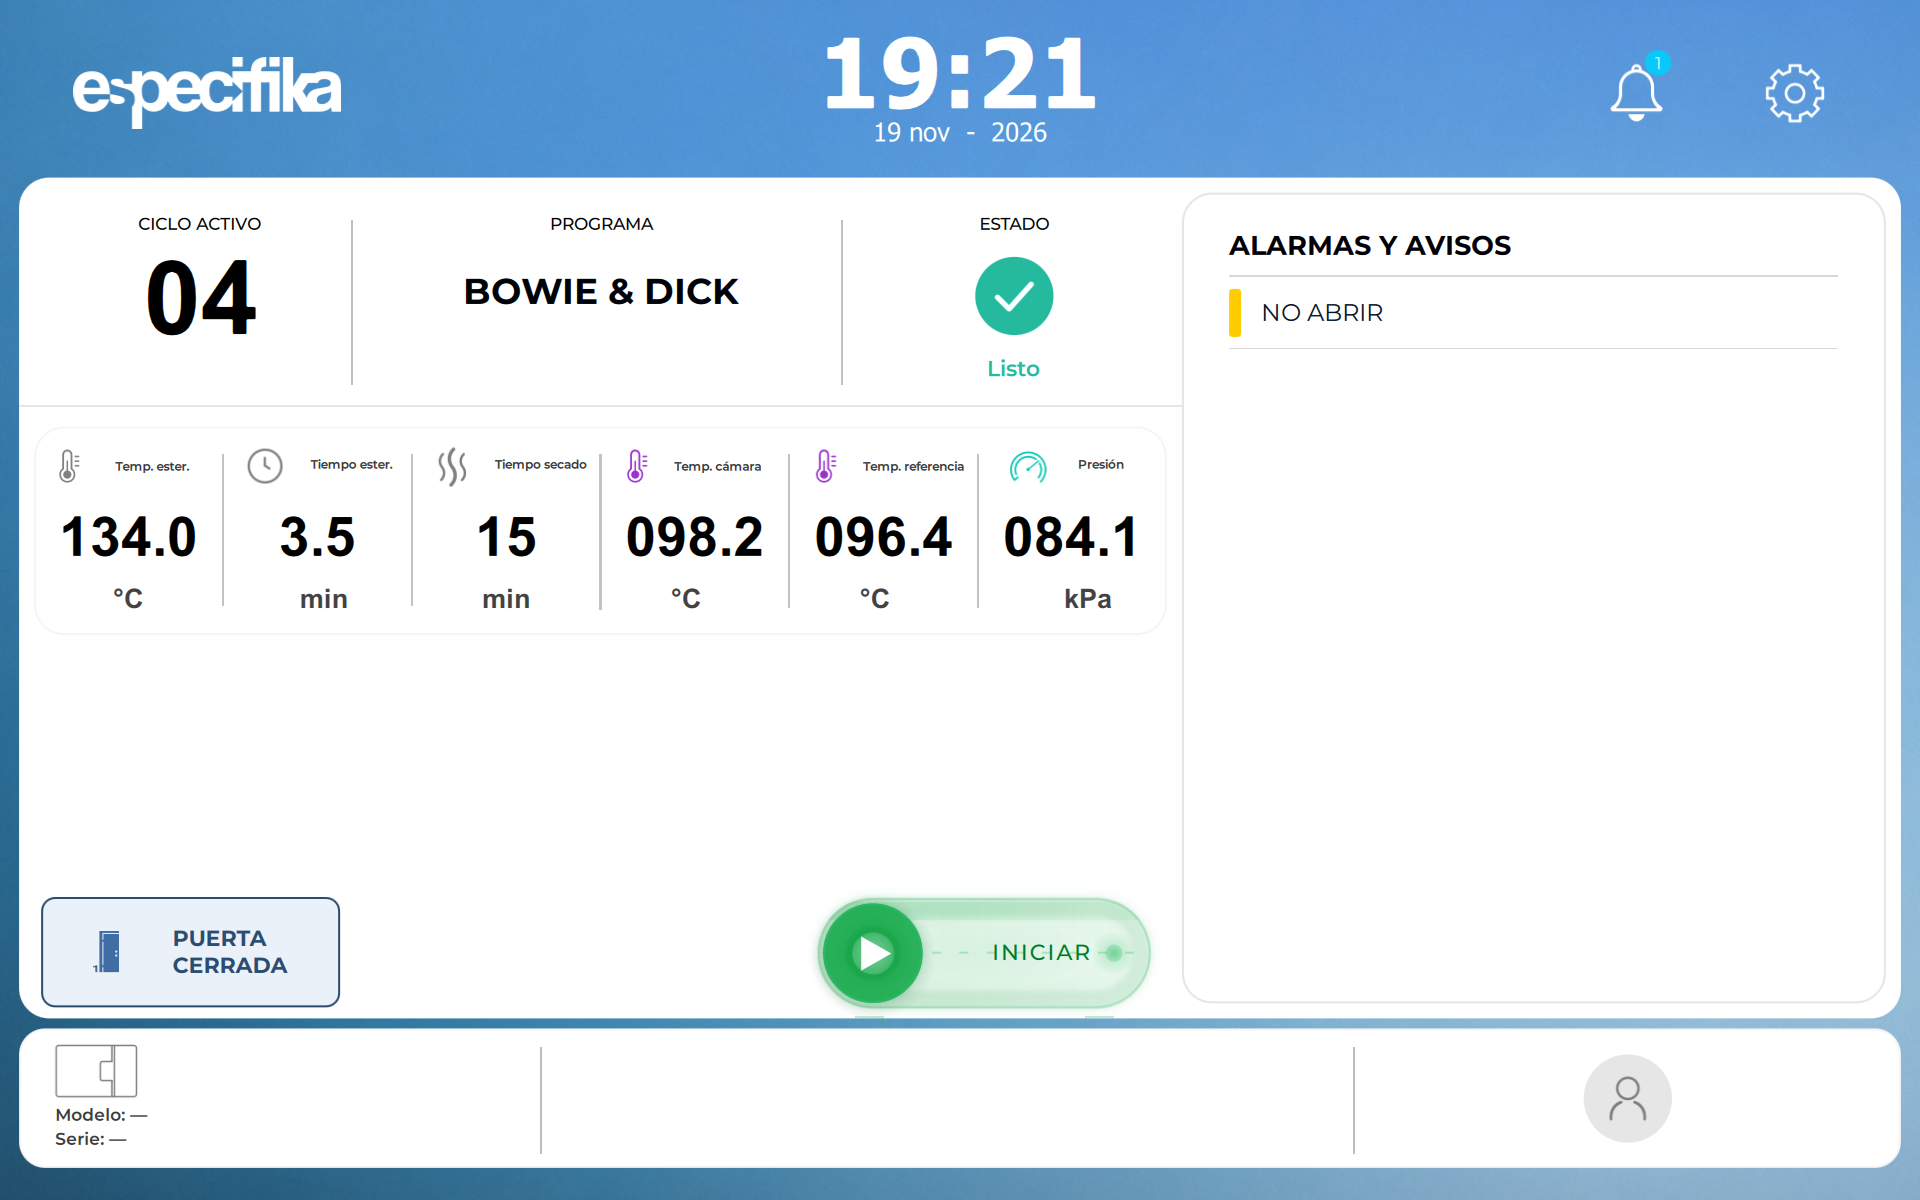 especifika
19:21
19 nov - 2026
1
CICLO ACTIVO
04
PROGRAMA
BOWIE & DICK
ESTADO
Listo
ALARMAS Y AVISOS
NO ABRIR
Temp. ester.
134.0
°C
Tiempo ester.
3.5
min
Tiempo secado
15
min
Temp. cámara
098.2
°C
Temp. referencia
096.4
°C
Presión
084.1
kPa
PUERTA
CERRADA
INICIAR
Modelo: —
Serie: —